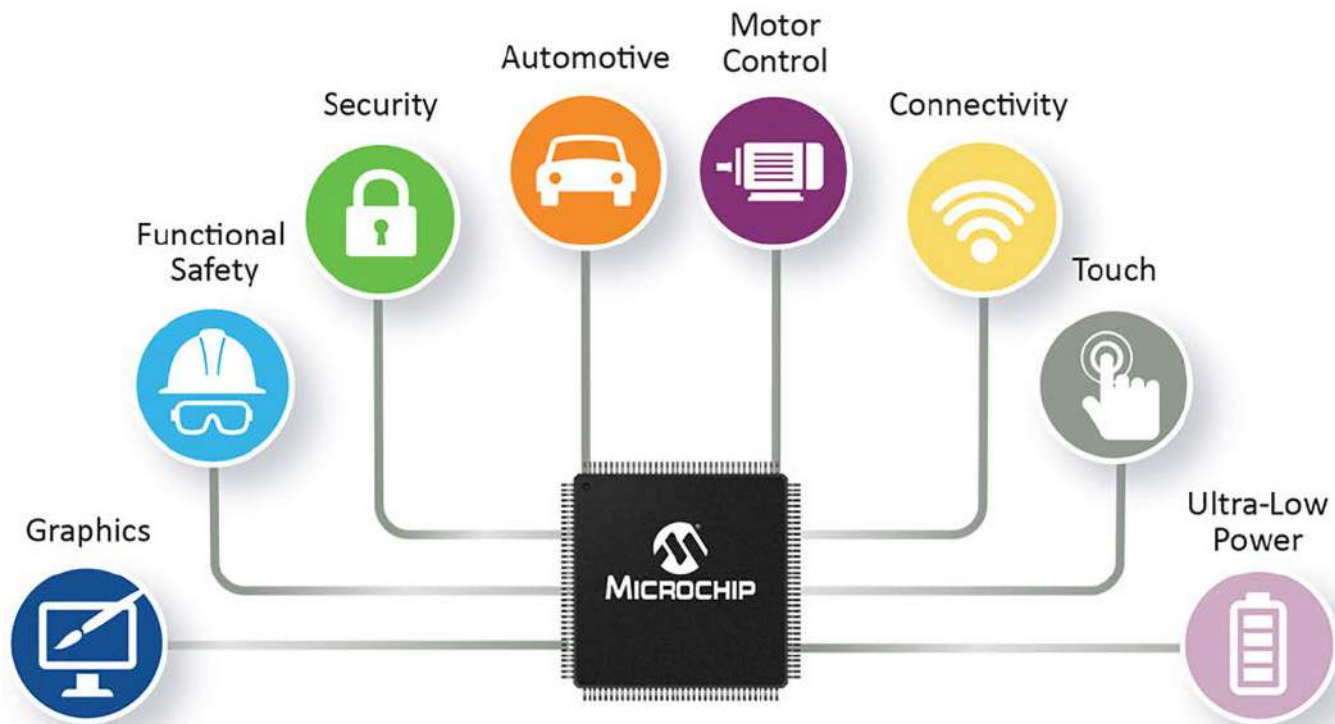 Motor
Control
Automotive
Security
Connectivity
Functional
Safety
Touch
Graphics
Ultra-Low
Power
MICROCHIP